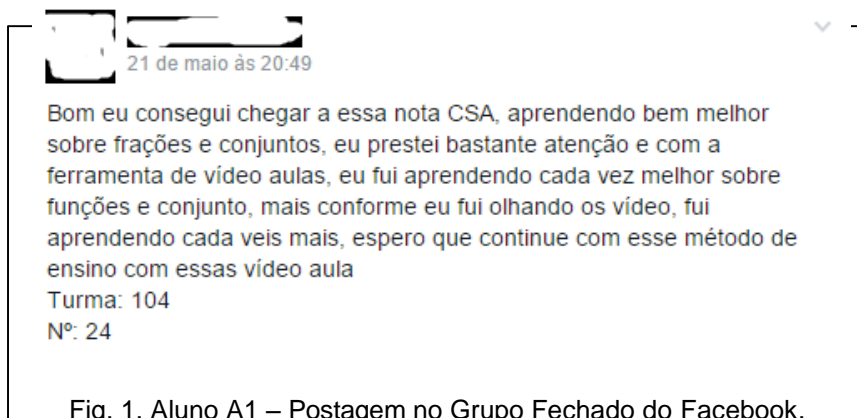 21 de maio às 20:49
Bom eu consegui chegar a essa nota CSA, aprendendo bem melhor
sobre frações e conjuntos, eu prestei bastante atenção e com a
ferramenta de vídeo aulas, eu fui aprendendo cada vez melhor sobre
funções e conjunto, mais conforme eu fui olhando os vídeo, fui
aprendendo cada veis mais, espero que continue com esse método de
ensino com essas vídeo aula
Turma: 104
Nº: 24
Fig. 1. Aluno A1 – Postagem no Grupo Fechado do Facebook.